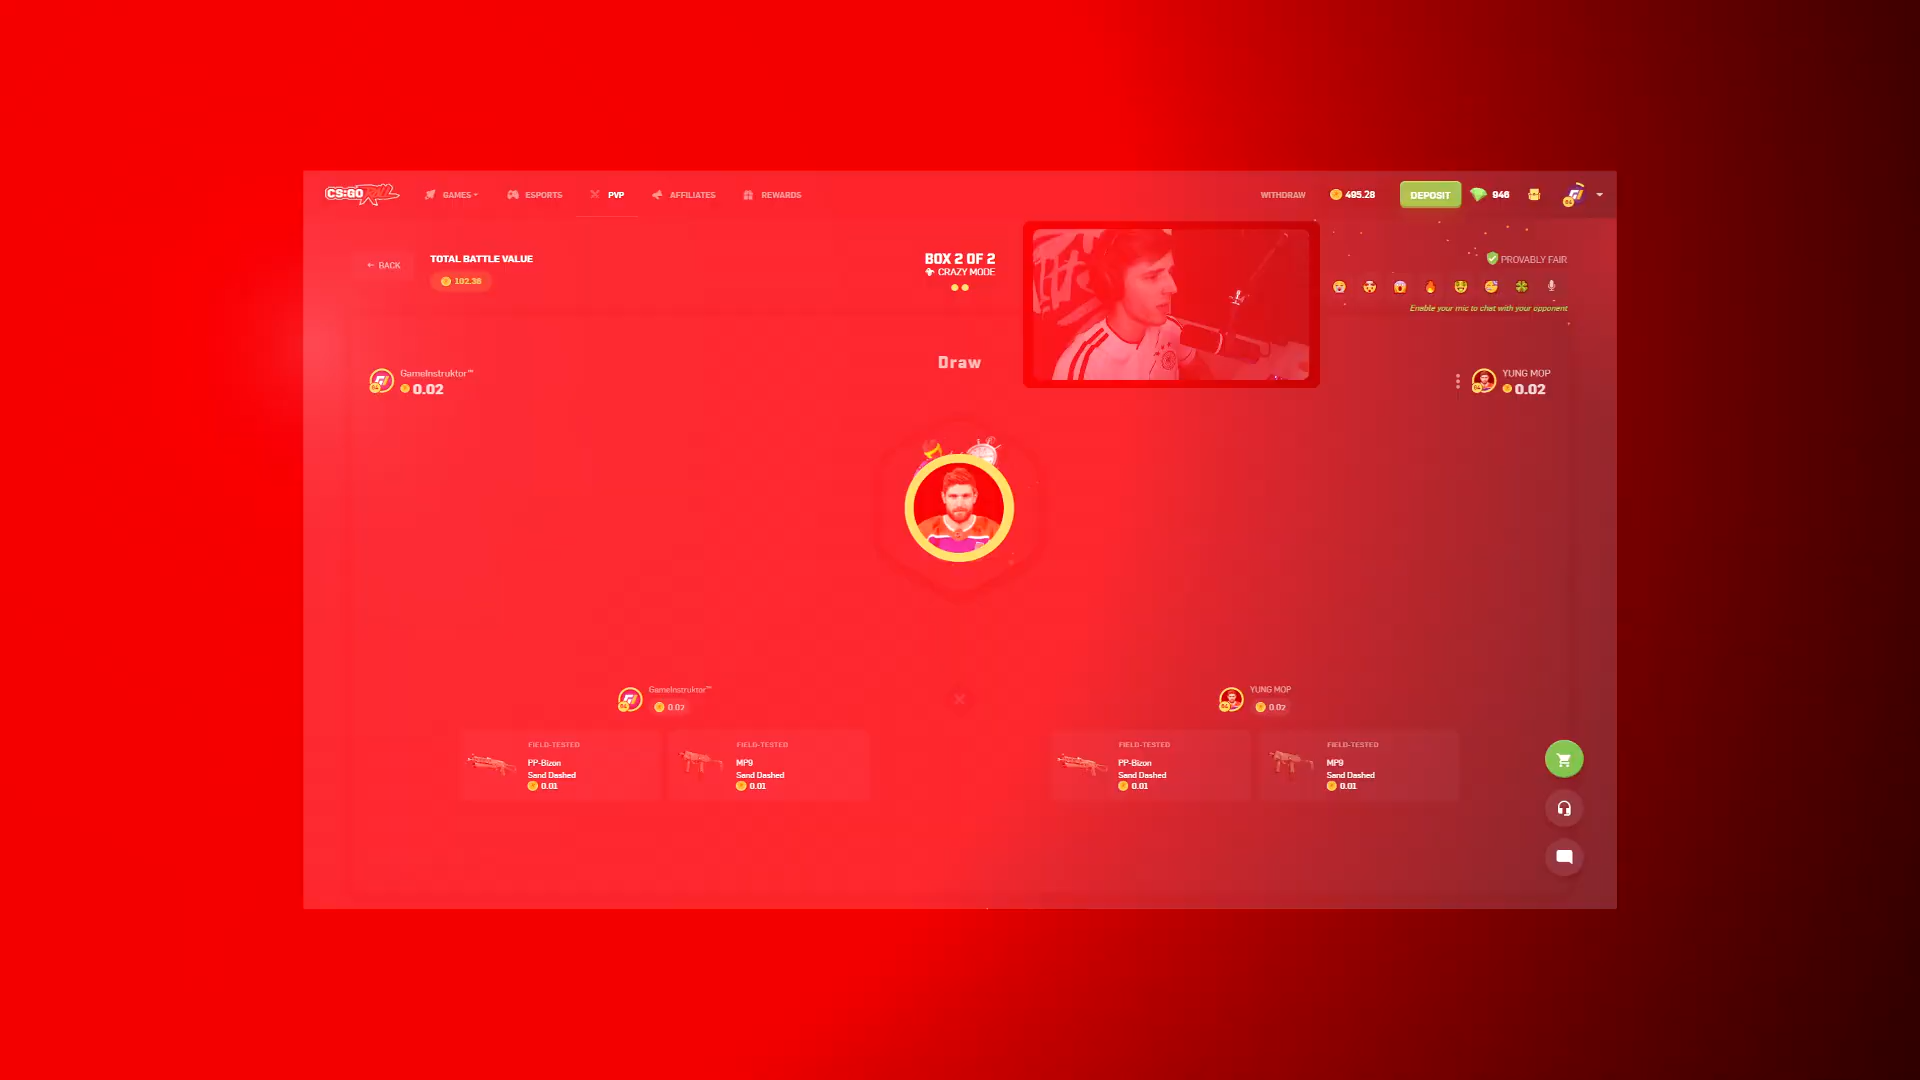 CS:GO ROLL
GAMES
ESPORTS
PVP
AFFILIATES
REWARDS
WITHDRAW
495.28
DEPOSIT
946
← BACK
TOTAL BATTLE VALUE
102.38
BOX 2 OF 2
CRAZY MODE
PROVABLY FAIR
Enable your mic to chat with your opponent
Draw
GameInstruktor™
0.02
YUNG MOP
0.02
GameInstruktor™
0.02
YUNG MOP
0.02
FIELD-TESTED
PP-Bizon
Sand Dashed
0.01
FIELD-TESTED
MP9
Sand Dashed
0.01
FIELD-TESTED
PP-Bizon
Sand Dashed
0.01
FIELD-TESTED
MP9
Sand Dashed
0.01